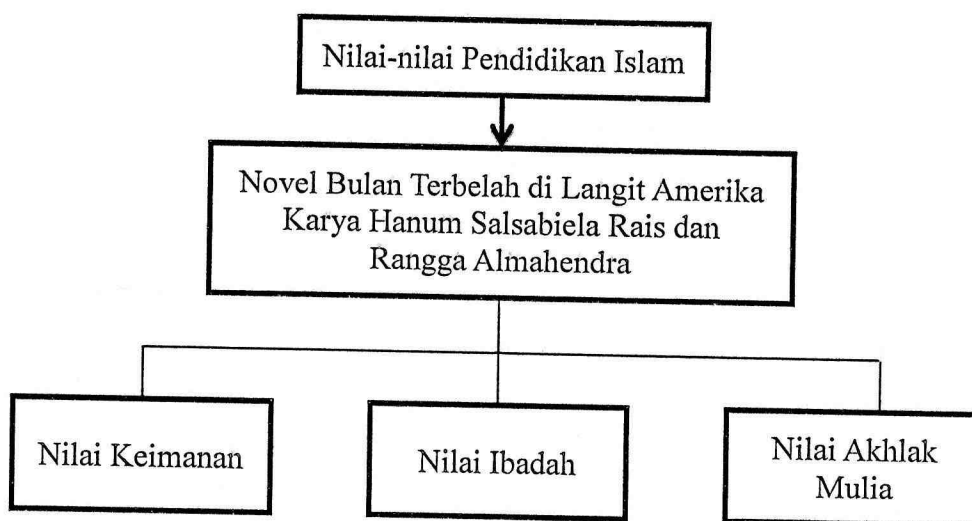 Nilai-nilai Pendidikan Islam
Novel Bulan Terbelah di Langit Amerika
Karya Hanum Salsabiela Rais dan
Rangga Almahendra
Nilai Keimanan
Nilai Ibadah
Nilai Akhlak
Mulia